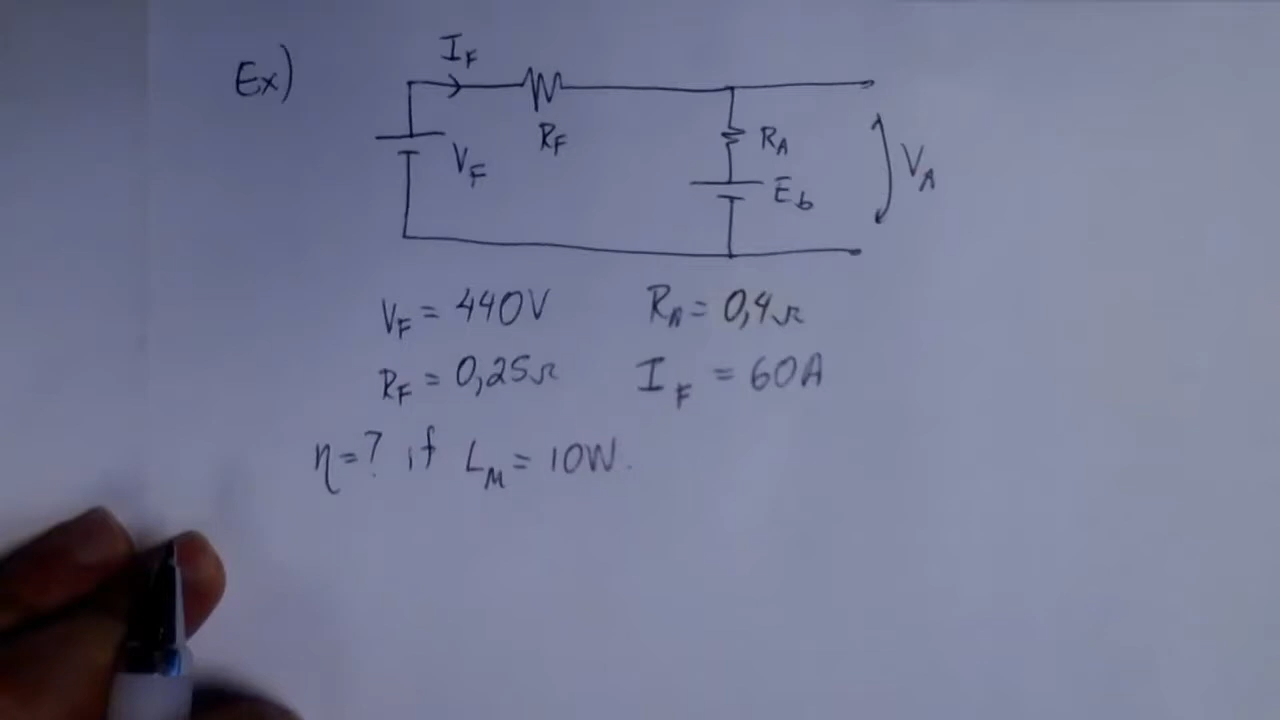 Ex)
I_F
R_F
V_F
R_A
E_b
V_A
V_F = 440V R_A = 0,4Ω
R_F = 0,25Ω I_F = 60A
η=? if L_M = 10W.